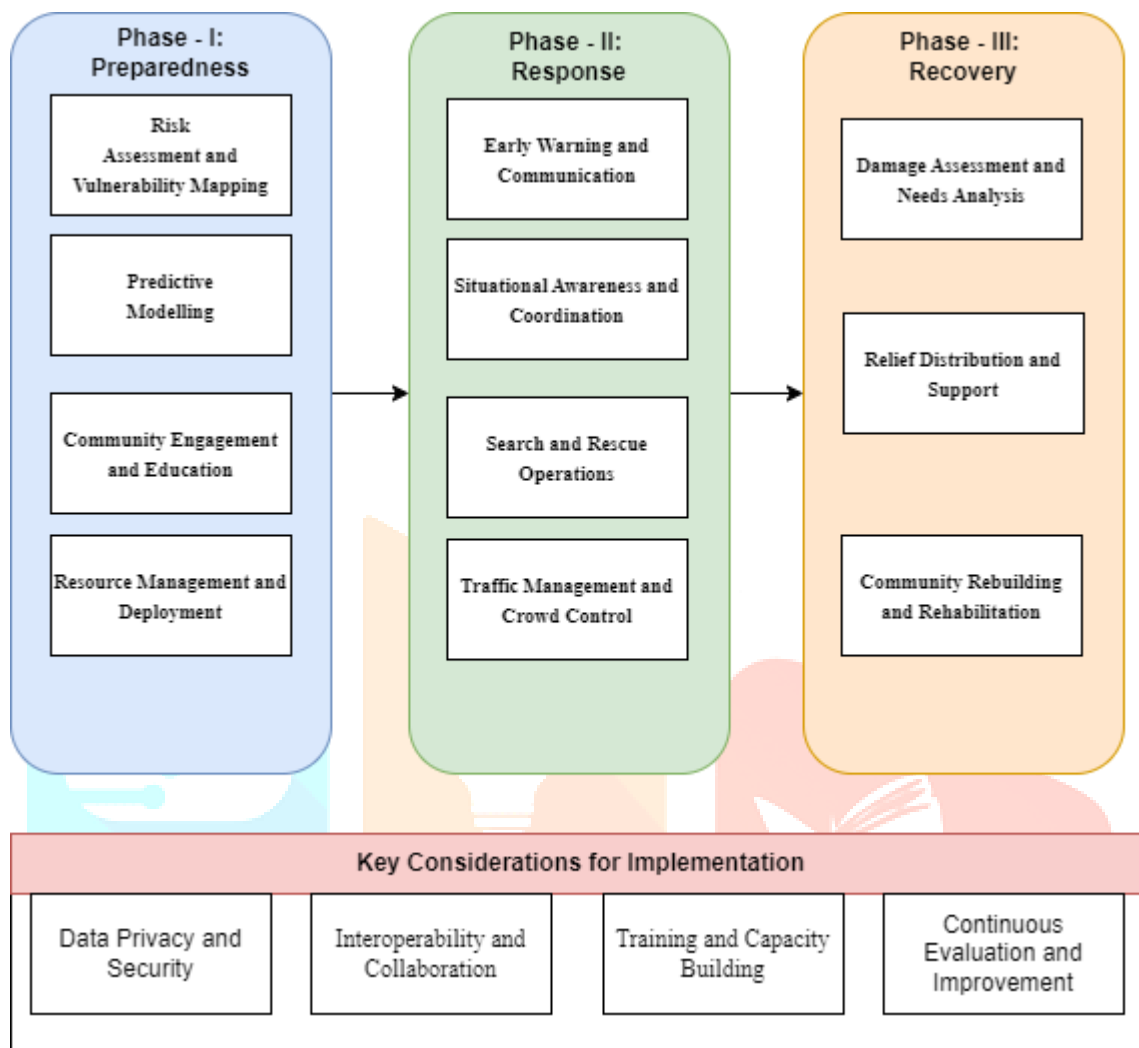 Phase - I:
Preparedness
Risk
Assessment and
Vulnerability Mapping
Predictive
Modelling
Community Engagement
and Education
Resource Management and
Deployment
Phase - II:
Response
Early Warning and
Communication
Situational Awareness and
Coordination
Search and Rescue
Operations
Traffic Management and
Crowd Control
Phase - III:
Recovery
Damage Assessment and
Needs Analysis
Relief Distribution and
Support
Community Rebuilding
and Rehabilitation
Key Considerations for Implementation
Data Privacy and
Security
Interoperability and
Collaboration
Training and Capacity
Building
Continuous
Evaluation and
Improvement